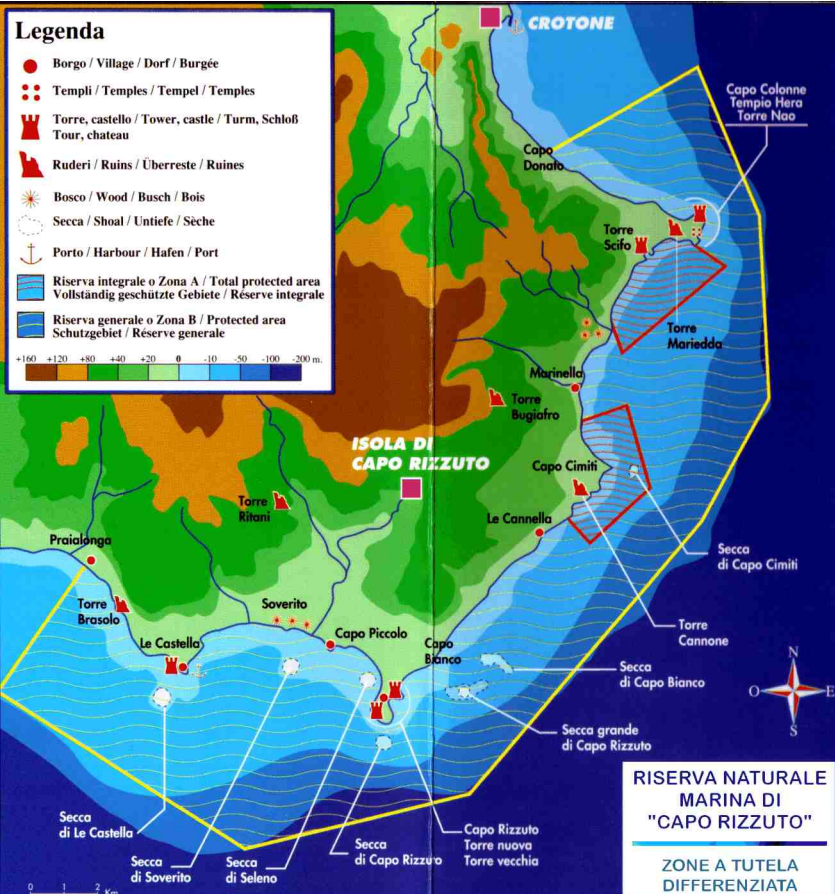 Legenda
Borgo / Village / Dorf / Burgée
Templi / Temples / Tempel / Temples
Torre, castello / Tower, castle / Turm, Schloß
Tour, chateau
Ruderi / Ruins / Überreste / Ruines
Bosco / Wood / Busch / Bois
Secca / Shoal / Untiefe / Sèche
Porto / Harbour / Hafen / Port
Riserva integrale o Zona A / Total protected area
Vollständig geschützte Gebiete / Réserve integrale
Riserva generale o Zona B / Protected area
Schutzgebiet / Réserve generale
+160 +120 +80 +40 +20 0 -10 -50 -100 -200 m.
CROTONE
Capo Colonne
Tempio Hera
Torre Nao
Capo
Donato
Torre
Scifo
Torre
Mariedda
Marinella
Torre
Bugiafro
ISOLA DI
CAPO RIZZUTO
Capo Cimiti
Torre
Ritani
Le Cannella
Praialonga
Secca
di Capo Cimiti
Torre
Brasolo
Soverito
Le Castella
Capo Piccolo
Capo
Bianco
Torre
Cannone
Secca
di Capo Bianco
N
O E
S
Secca grande
di Capo Rizzuto
Secca
di Le Castella
Secca
di Soverito
Secca
di Seleno
Secca
di Capo Rizzuto
Capo Rizzuto
Torre nuova
Torre vecchia
RISERVA NATURALE
MARINA DI
"CAPO RIZZUTO"
ZONE A TUTELA
DIFFERENZIATA
0 1 2 Km